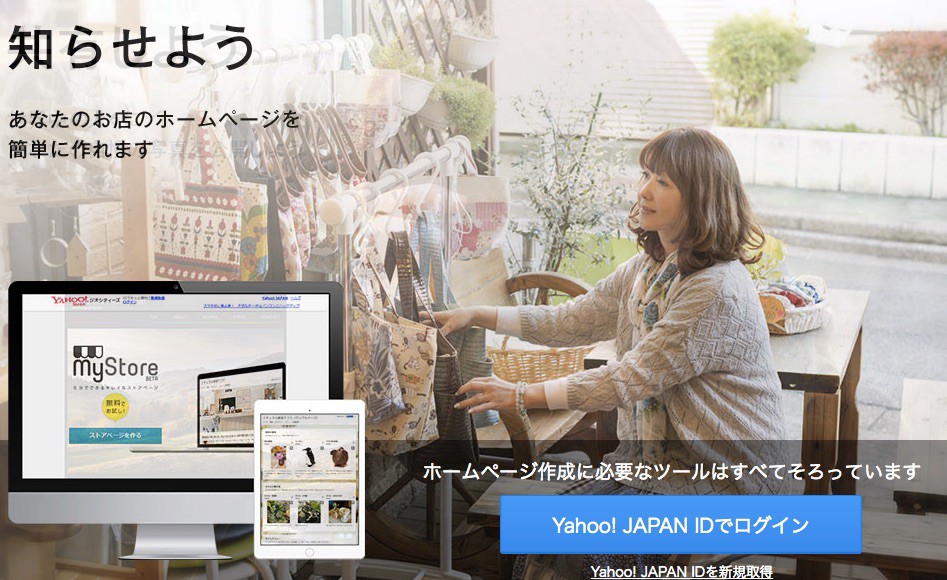 知らせよう
あなたのお店のホームページを
簡単に作れます
YAHOO! ジオシティーズ
JAPAN
Yahoo! JAPAN
ヘルプ
myStore
BETA
無料で
お試し!
ストアページを作る
ホームページ作成に必要なツールはすべてそろっています
Yahoo! JAPAN IDでログイン
Yahoo! JAPAN IDを新規取得